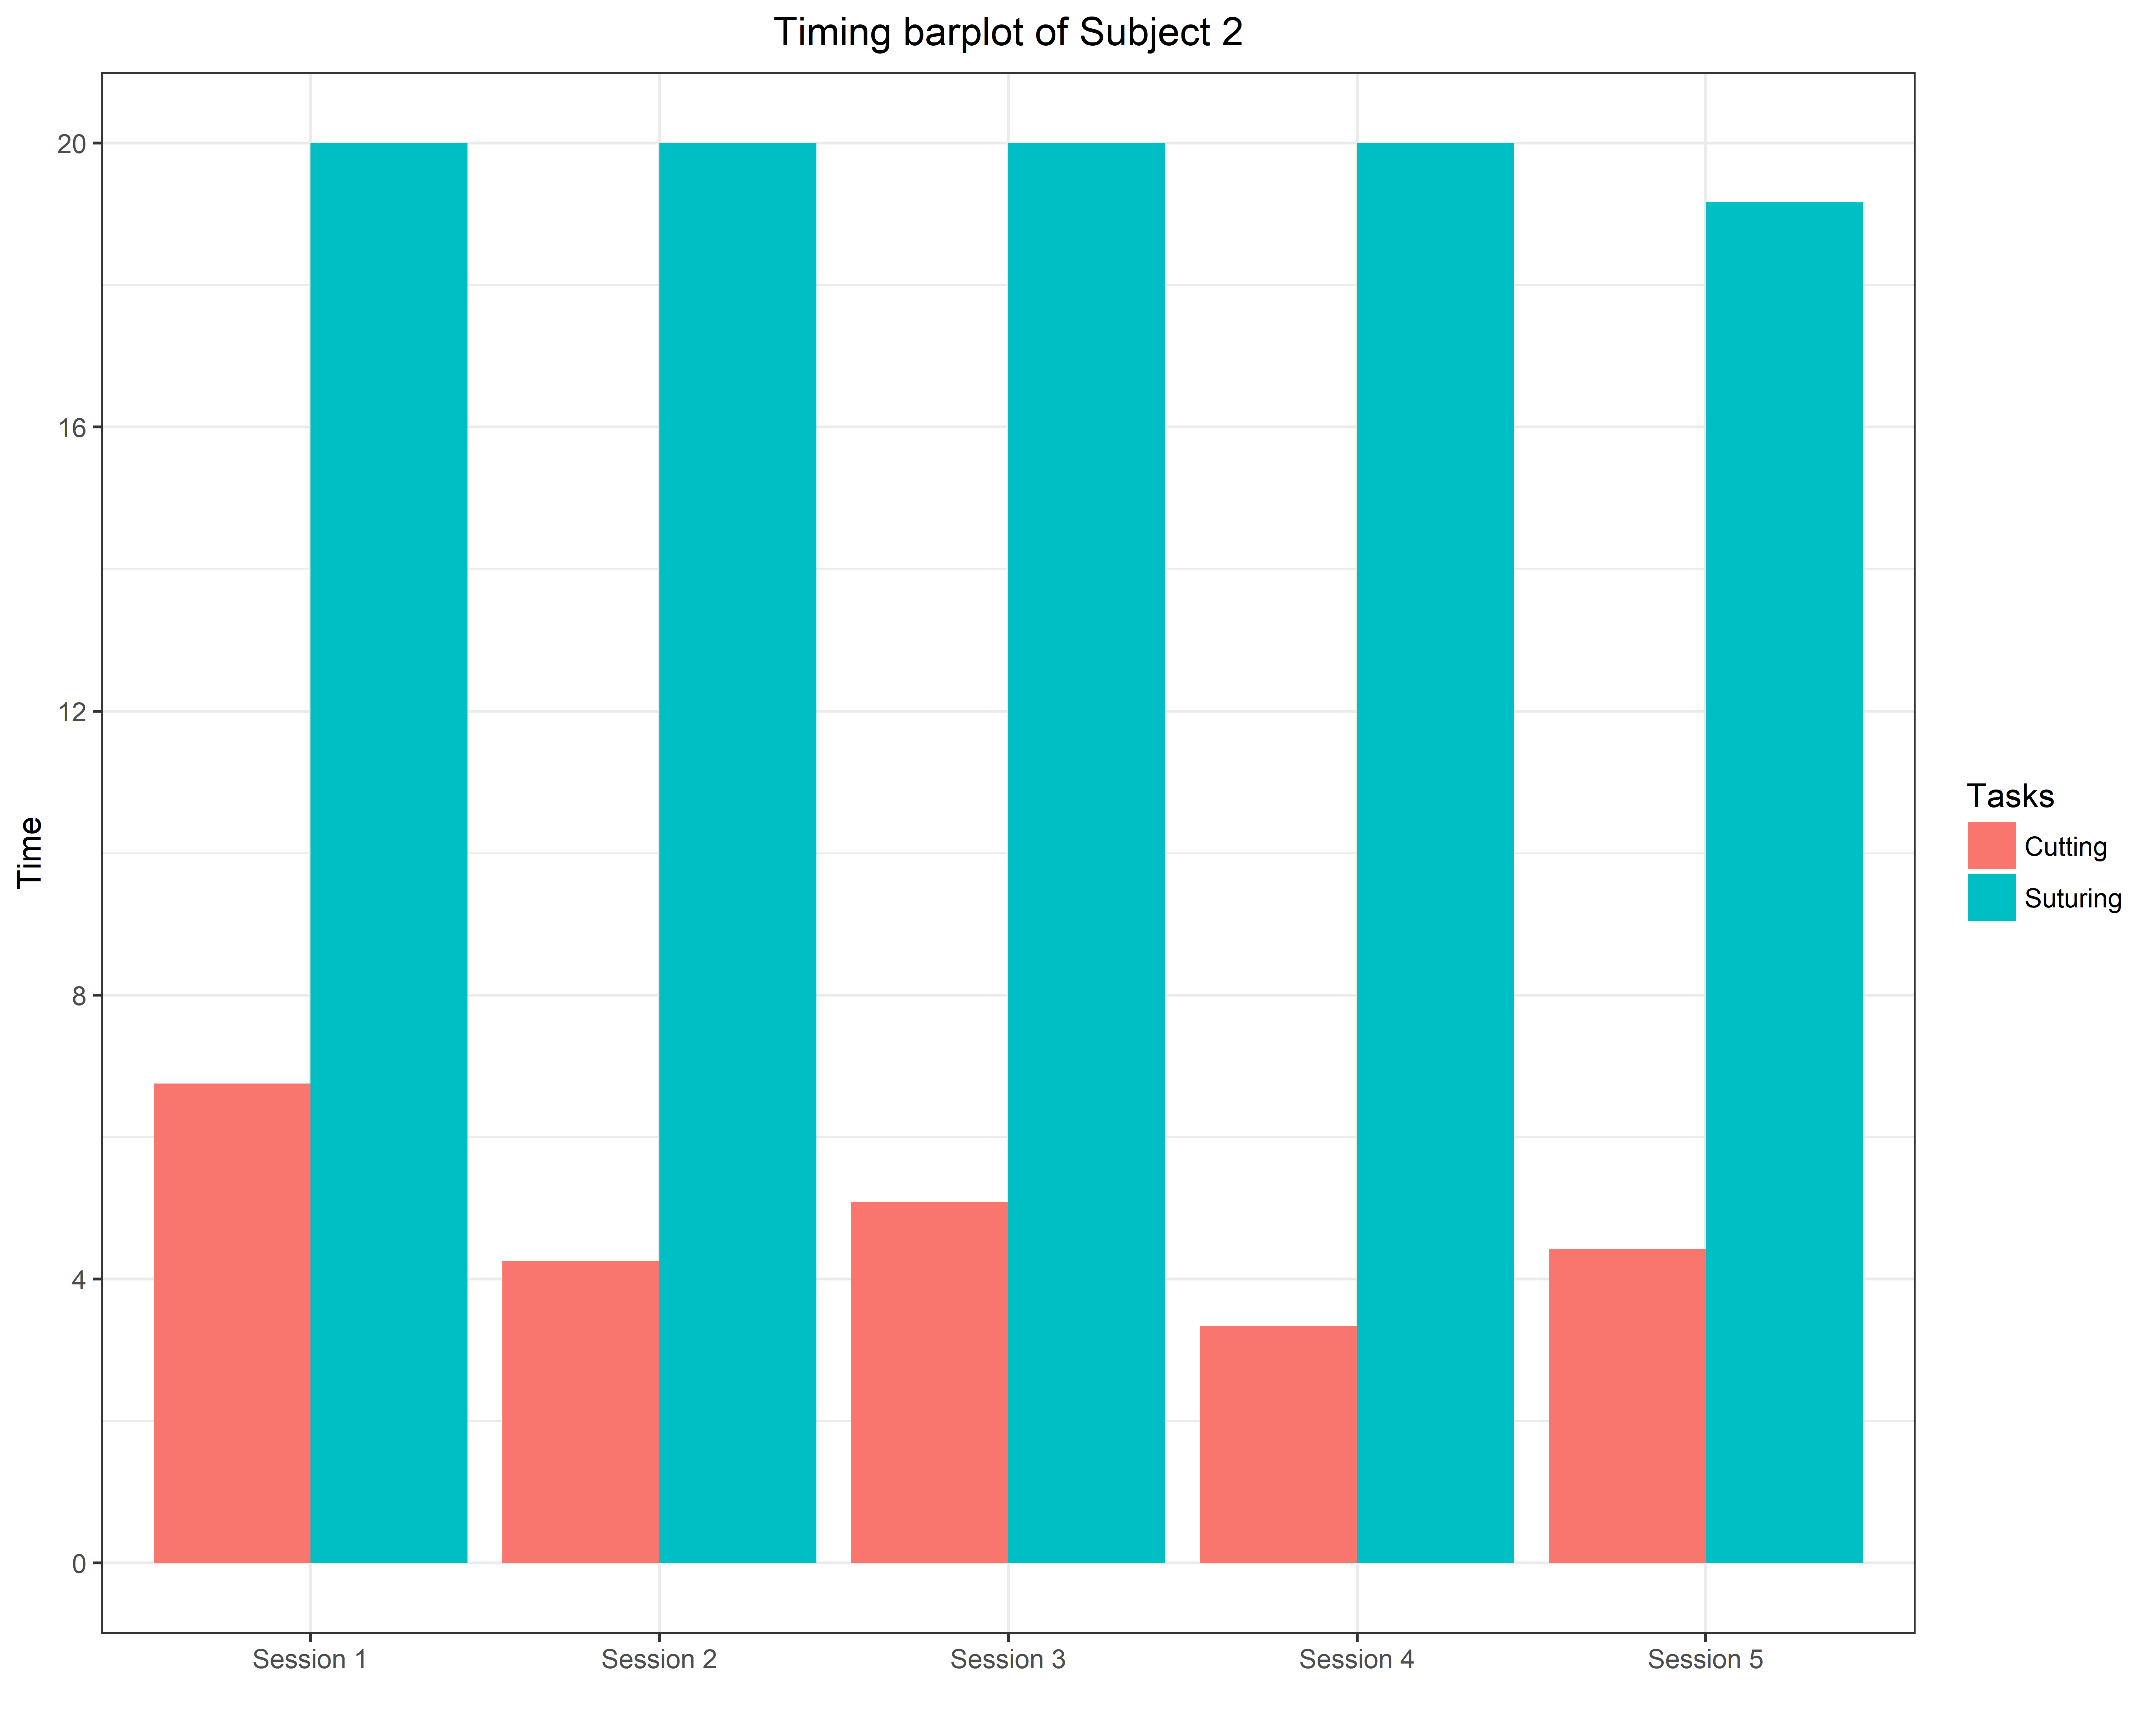 Timing barplot of Subject 2
Time
20
16
12
8
4
0
Session 1
Session 2
Session 3
Session 4
Session 5
Tasks
Cutting
Suturing